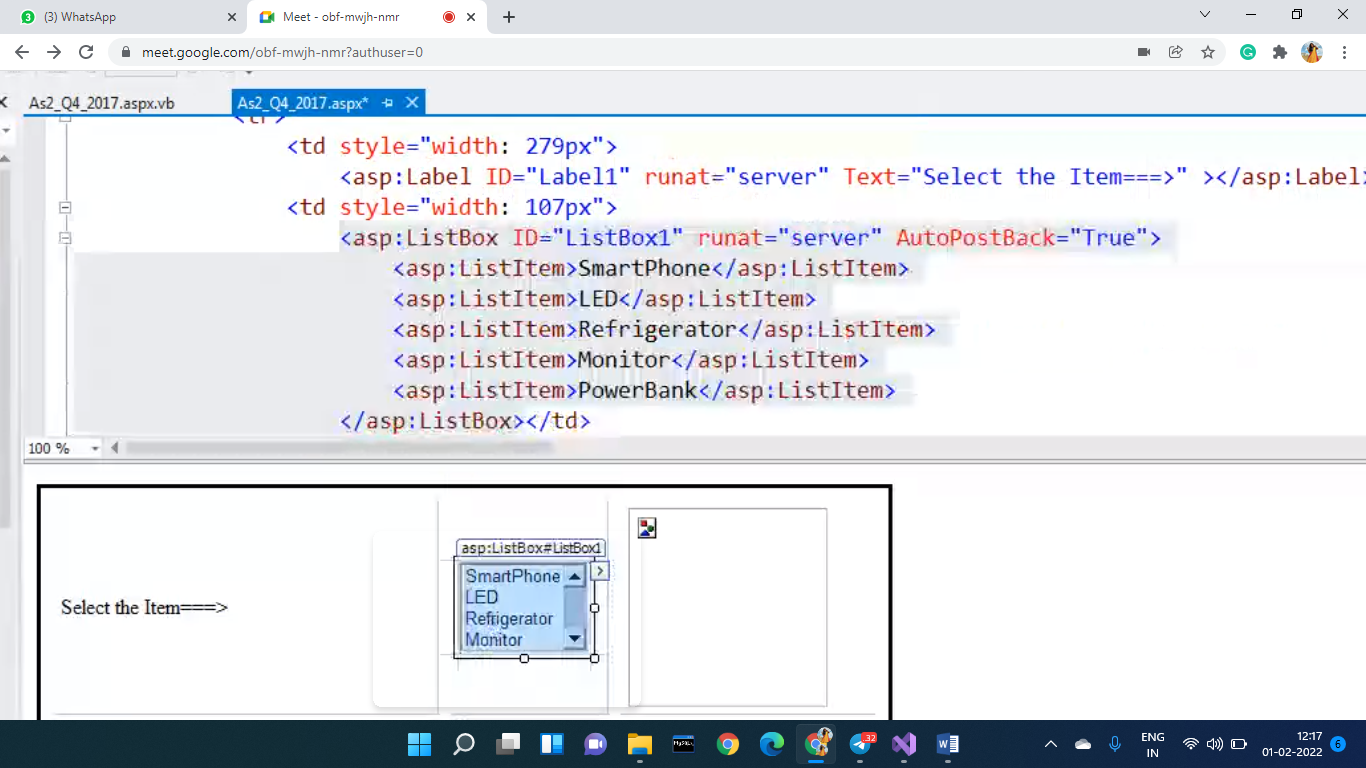 3 (3) WhatsApp
Meet - obf-mwjh-nmr
meet.google.com/obf-mwjh-nmr?authuser=0
As2_Q4_2017.aspx.vb
As2_Q4_2017.aspx*
<tr>
<td style="width: 279px">
<asp:Label ID="Label1" runat="server" Text="Select the Item===>" ></asp:Label>
<td style="width: 107px">
<asp:ListBox ID="ListBox1" runat="server" AutoPostBack="True">
<asp:ListItem>SmartPhone</asp:ListItem>
<asp:ListItem>LED</asp:ListItem>
<asp:ListItem>Refrigerator</asp:ListItem>
<asp:ListItem>Monitor</asp:ListItem>
<asp:ListItem>PowerBank</asp:ListItem>
</asp:ListBox></td>
100 %
asp:ListBox#ListBox1
SmartPhone
LED
Refrigerator
Monitor
Select the Item===>
MySQL
32
ENG
IN
12:17
01-02-2022
6